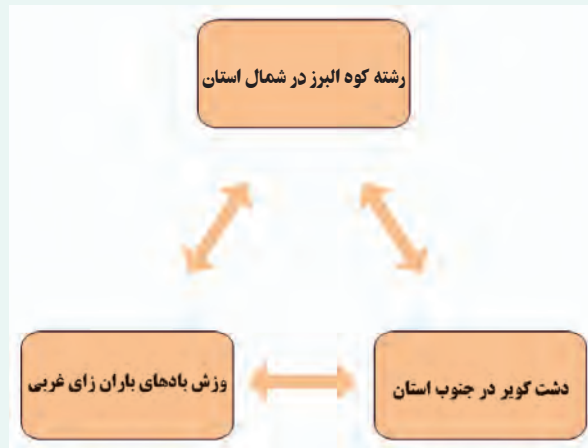 رشته کوه البرز در شمال استان
دشت کویر در جنوب استان
وزش بادهای باران زای غربی